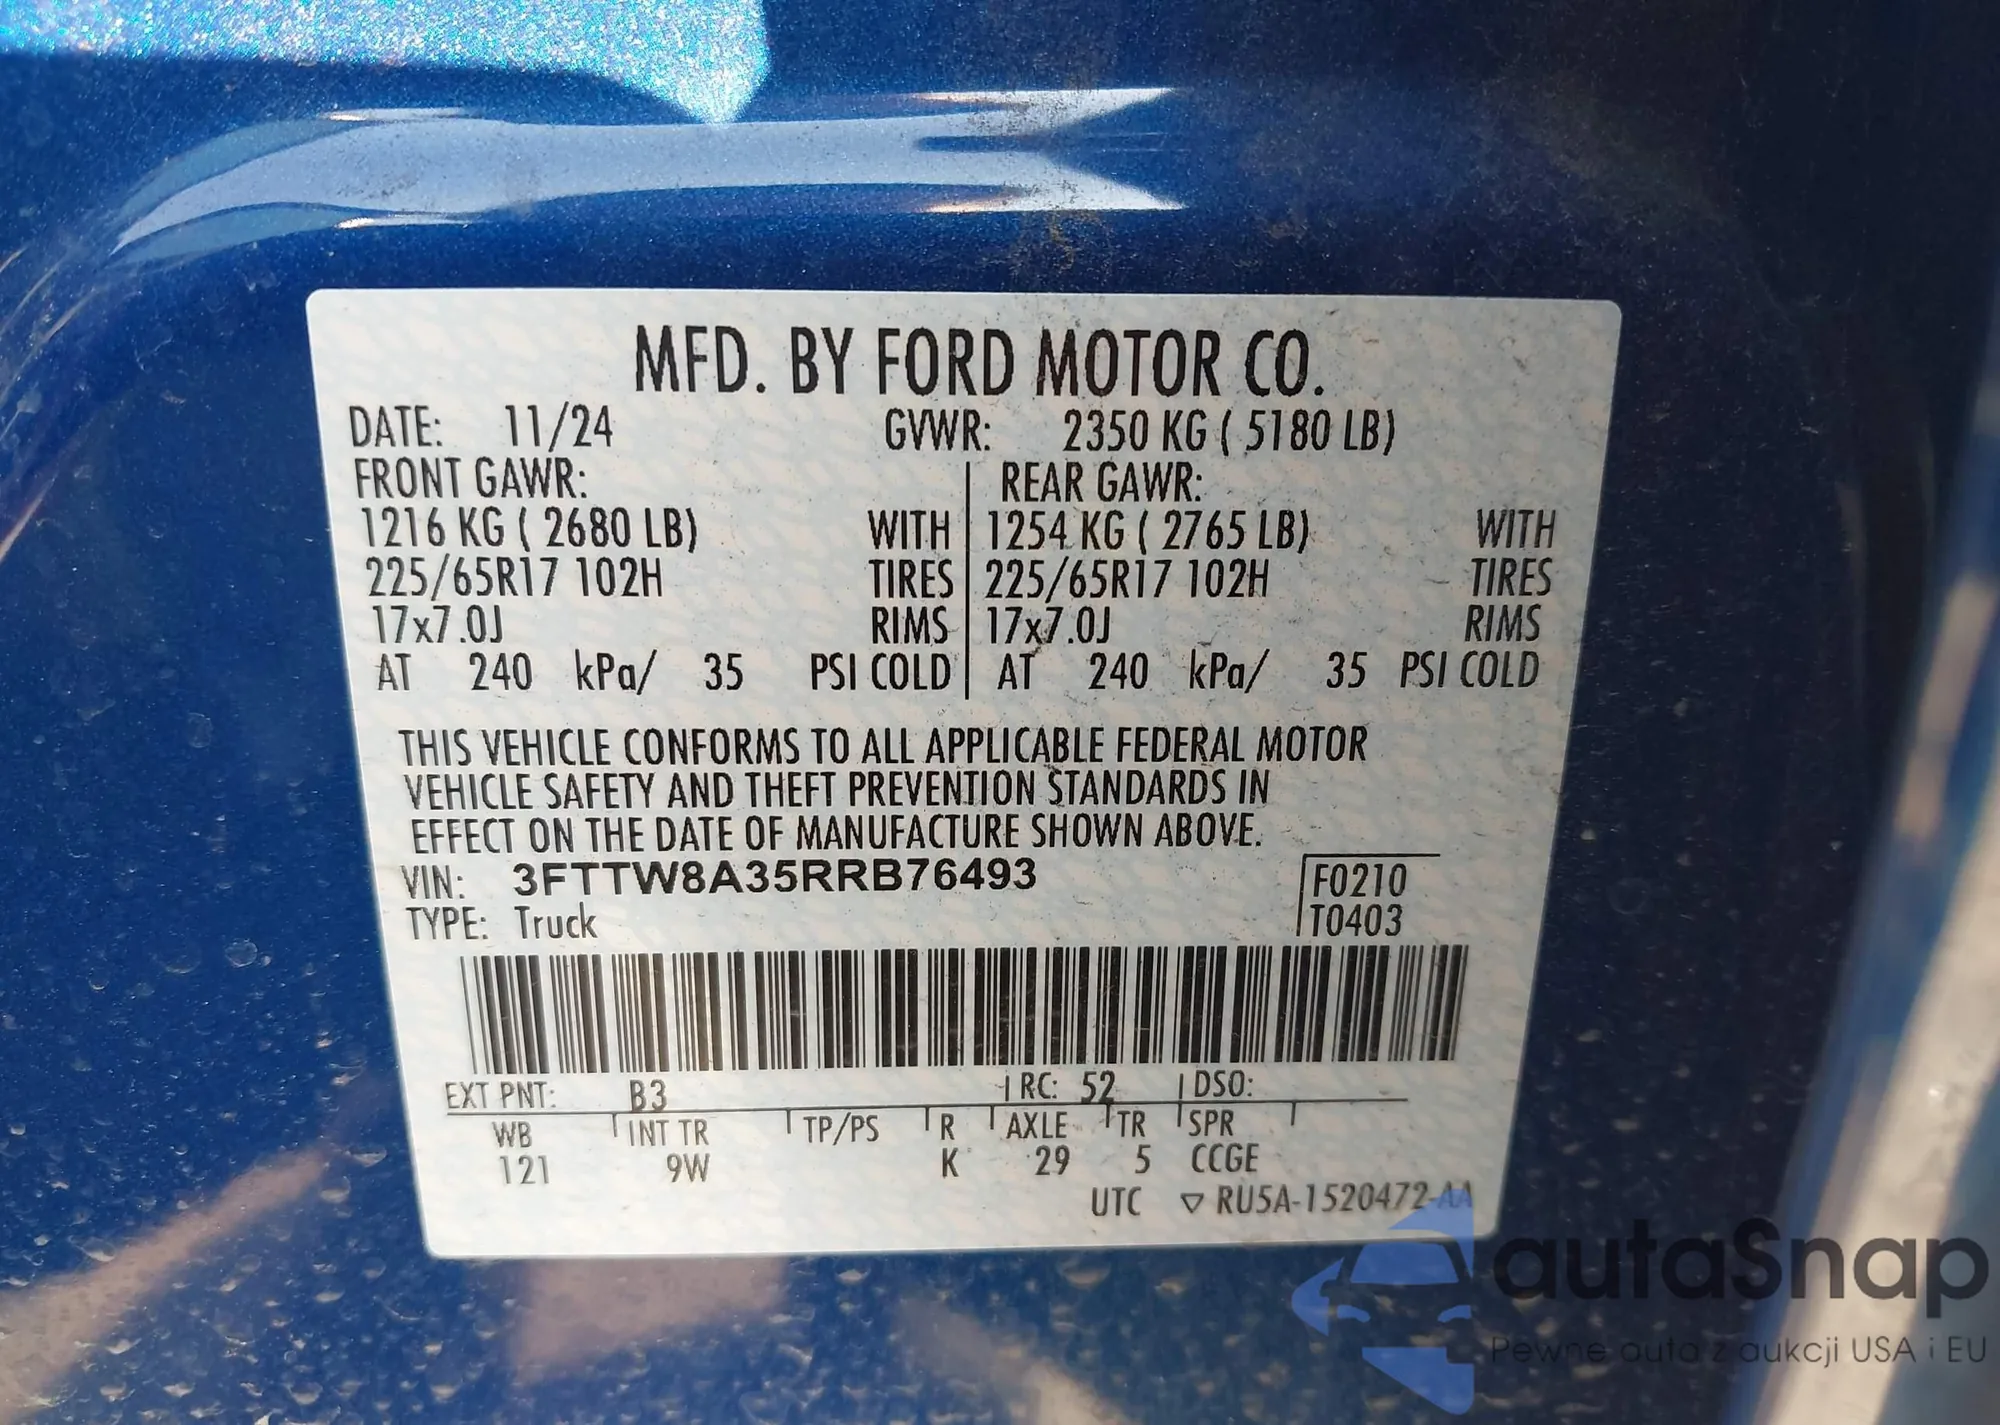 MFD. BY FORD MOTOR CO.
DATE: 11/24 GVWR: 2350 KG ( 5180 LB)
FRONT GAWR: REAR GAWR:
1216 KG ( 2680 LB) WITH 1254 KG ( 2765 LB) WITH
225/65R17 102H TIRES 225/65R17 102H TIRES
17x7.0J RIMS 17x7.0J RIMS
AT 240 kPa/ 35 PSI COLD AT 240 kPa/ 35 PSI COLD
THIS VEHICLE CONFORMS TO ALL APPLICABLE FEDERAL MOTOR
VEHICLE SAFETY AND THEFT PREVENTION STANDARDS IN
EFFECT ON THE DATE OF MANUFACTURE SHOWN ABOVE.
VIN: 3FTTW8A35RRB76493 F0210
TYPE: Truck T0403
EXT PNT: B3 RC: 52 DSO:
WB INT TR TP/PS R AXLE TR SPR
121 9W K 29 5 CCGE
UTC ▽ RU5A-1520472-AA
autaSnap
Pewne auta z aukcji USA i EU